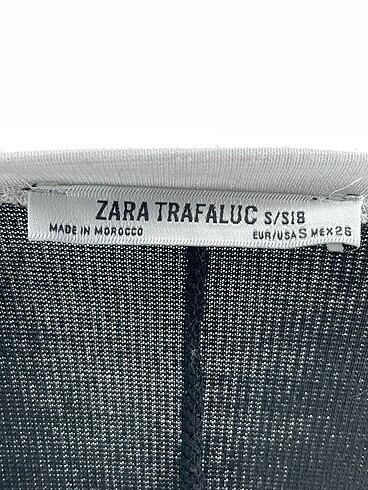 ZARA TRAFALUC S/S18
MADE IN MOROCCO
EUR/USA S MEX 26